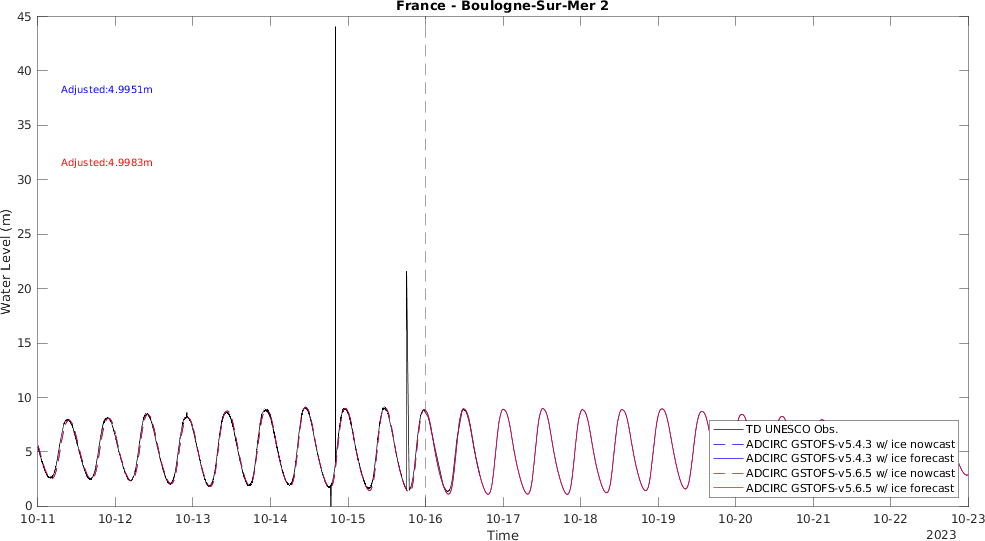 France - Boulogne-Sur-Mer 2
45
40
35
30
25
20
15
10
5
0
Water Level (m)
Adjusted:4.9951m
Adjusted:4.9983m
TD UNESCO Obs.
ADCIRC GSTOFS-v5.4.3 w/ ice nowcast
ADCIRC GSTOFS-v5.4.3 w/ ice forecast
ADCIRC GSTOFS-v5.6.5 w/ ice nowcast
ADCIRC GSTOFS-v5.6.5 w/ ice forecast
10-11 10-12 10-13 10-14 10-15 10-16 10-17 10-18 10-19 10-20 10-21 10-22 10-23
Time
2023